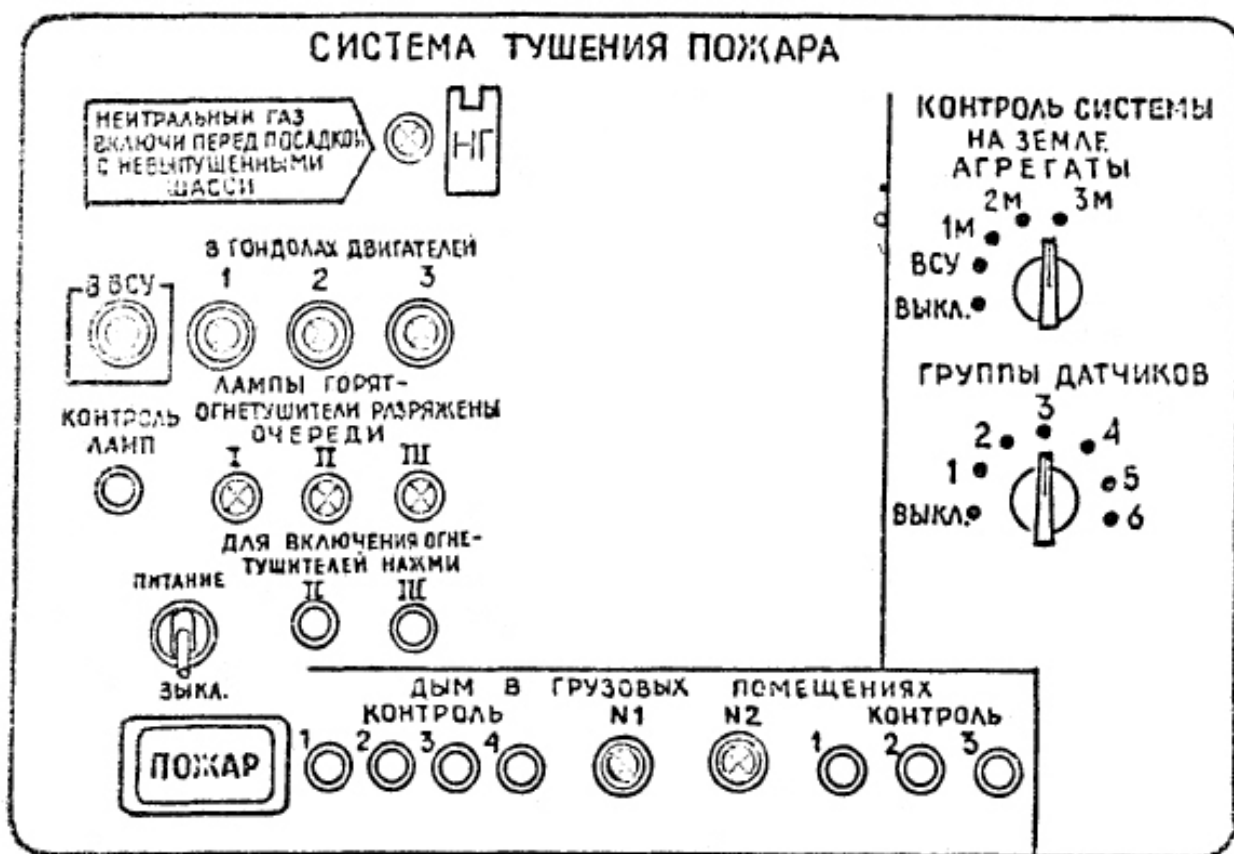 СИСТЕМА ТУШЕНИЯ ПОЖАРА
НЕЙТРАЛЬНЫЙ ГАЗ
ВКЛЮЧИ ПЕРЕД ПОСАДКОЙ
С НЕВЫПУЩЕННЫМИ
ШАССИ
НГ
В ГОНДОЛАХ ДВИГАТЕЛЕЙ
В ВСУ 1 2 3
ЛАМПЫ ГОРЯТ-
ОГНЕТУШИТЕЛИ РАЗРЯЖЕНЫ
ОЧЕРЕДИ
КОНТРОЛЬ
ЛАМП
I II III
ДЛЯ ВКЛЮЧЕНИЯ ОГНЕ-
ТУШИТЕЛЕЙ НАЖМИ
II III
ПИТАНИЕ
ВЫКЛ.
ПОЖАР
ДЫМ В ГРУЗОВЫХ ПОМЕЩЕНИЯХ
КОНТРОЛЬ N1 N2 КОНТРОЛЬ
1 2 3 4 1 2 3
КОНТРОЛЬ СИСТЕМЫ
НА ЗЕМЛЕ
АГРЕГАТЫ
2М 3М
1М
ВСУ
ВЫКЛ.
ГРУППЫ ДАТЧИКОВ
3
2 4
1 5
ВЫКЛ. 6